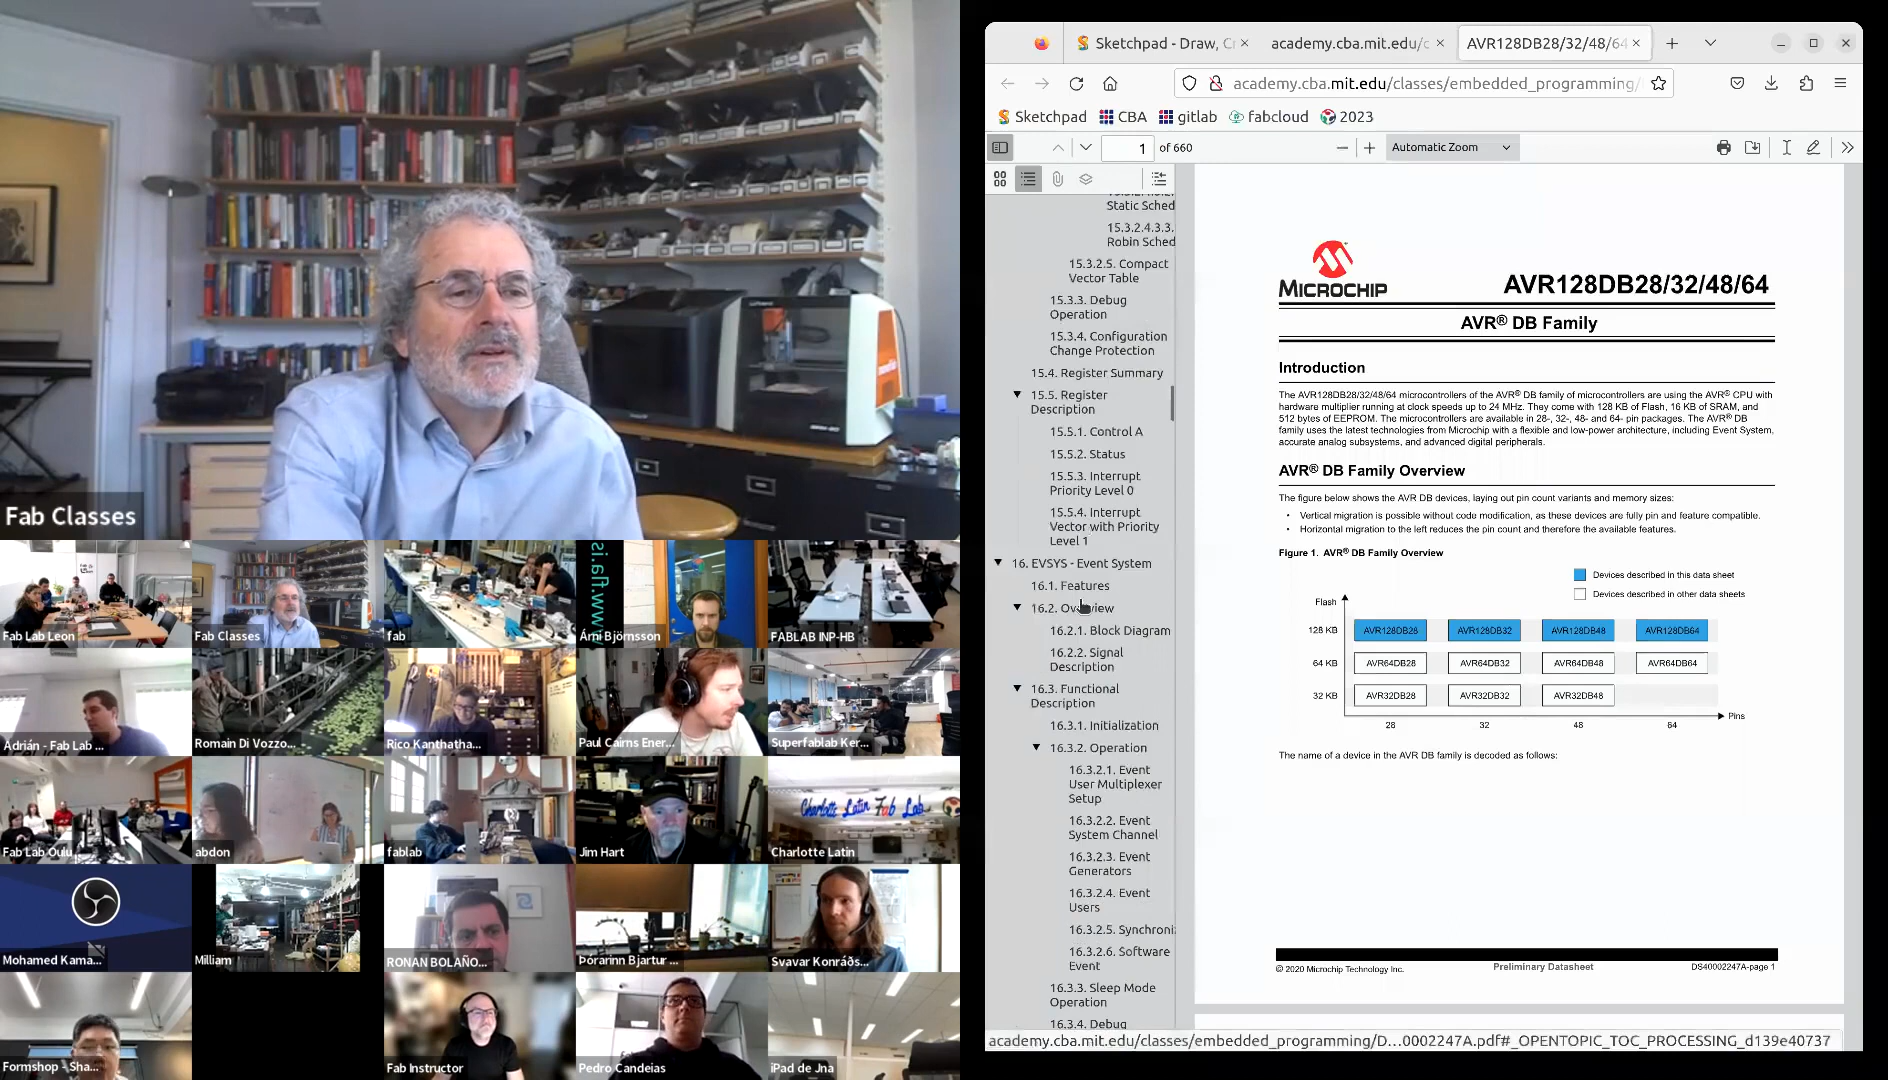 Fab Classes
Fab Lab Leon
Fab Classes
fab
www.fla.is
Árni Björnsson
FABLAB INP-HB
Adrián - Fab Lab ...
Romain Di Vozzo...
Rico Kanthatha...
Paul Cairns Ener...
Superfablab Ker...
Fab Lab Oulu
abdon
fablab
Jim Hart
Charlotte Latin Fab Lab
Charlotte Latin
Mohamed Kama...
Milliam
RONAN BOLAÑO...
Þórarinn Bjartur ...
Svavar Konráðs...
Formshop - Sha...
Fab Instructor
Pedro Candeias
iPad de Jna
Sketchpad - Draw, Cr
academy.cba.mit.edu/c
AVR128DB28/32/48/64
academy.cba.mit.edu/classes/embedded_programming/
Sketchpad
CBA
gitlab
fabcloud
2023
1 of 660
Automatic Zoom
Static Sched
15.3.2.4.3.3.
Robin Sched
15.3.2.5. Compact
Vector Table
15.3.3. Debug
Operation
15.3.4. Configuration
Change Protection
15.4. Register Summary
15.5. Register
Description
15.5.1. Control A
15.5.2. Status
15.5.3. Interrupt
Priority Level 0
15.5.4. Interrupt
Vector with Priority
Level 1
16. EVSYS - Event System
16.1. Features
16.2. Overview
16.2.1. Block Diagram
16.2.2. Signal
Description
16.3. Functional
Description
16.3.1. Initialization
16.3.2. Operation
16.3.2.1. Event
User Multiplexer
Setup
16.3.2.2. Event
System Channel
16.3.2.3. Event
Generators
16.3.2.4. Event
Users
16.3.2.5. Synchroni
16.3.2.6. Software
Event
16.3.3. Sleep Mode
Operation
16.3.4. Debug
MICROCHIP
AVR128DB28/32/48/64
AVR® DB Family
Introduction
The AVR128DB28/32/48/64 microcontrollers of the AVR® DB family of microcontrollers are using the AVR® CPU with
hardware multiplier running at clock speeds up to 24 MHz. They come with 128 KB of Flash, 16 KB of SRAM, and
512 bytes of EEPROM. The microcontrollers are available in 28-, 32-, 48- and 64- pin packages. The AVR® DB
family uses the latest technologies from Microchip with a flexible and low-power architecture, including Event System,
accurate analog subsystems, and advanced digital peripherals.
AVR® DB Family Overview
The figure below shows the AVR DB devices, laying out pin count variants and memory sizes:
• Vertical migration is possible without code modification, as these devices are fully pin and feature compatible.
• Horizontal migration to the left reduces the pin count and therefore the available features.
Figure 1. AVR® DB Family Overview
Devices described in this data sheet
Devices described in other data sheets
Flash
128 KB AVR128DB28 AVR128DB32 AVR128DB48 AVR128DB64
64 KB AVR64DB28 AVR64DB32 AVR64DB48 AVR64DB64
32 KB AVR32DB28 AVR32DB32 AVR32DB48
Pins
28 32 48 64
The name of a device in the AVR DB family is decoded as follows:
© 2020 Microchip Technology Inc.
Preliminary Datasheet
DS40002247A-page 1
academy.cba.mit.edu/classes/embedded_programming/D...0002247A.pdf#_OPENTOPIC_TOC_PROCESSING_d139e40737